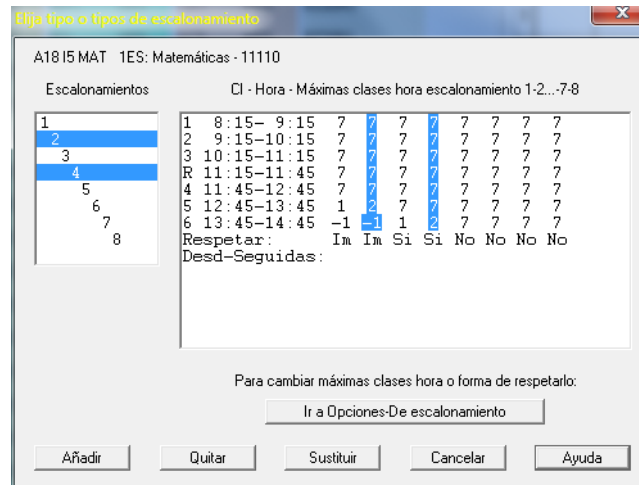 Elija tipo o tipos de escalonamiento
A18 I5 MAT 1ES: Matemáticas - 11110
Escalonamientos
Cl - Hora - Máximas clases hora escalonamiento 1-2...-7-8
1
2
3
4
5
6
7
8
1 8:15- 9:15 7 7 7 7 7 7 7 7
2 9:15-10:15 7 7 7 7 7 7 7 7
3 10:15-11:15 7 7 7 7 7 7 7 7
R 11:15-11:45 7 7 7 7 7 7 7 7
4 11:45-12:45 7 7 7 7 7 7 7 7
5 12:45-13:45 1 2 7 7 7 7 7 7
6 13:45-14:45 -1 -1 1 2 7 7 7 7
Respetar: Im Im Si Si No No No No
Desd-Seguidas:
Para cambiar máximas clases hora o forma de respetarlo:
Ir a Opciones-De escalonamiento
Añadir Quitar Sustituir Cancelar Ayuda